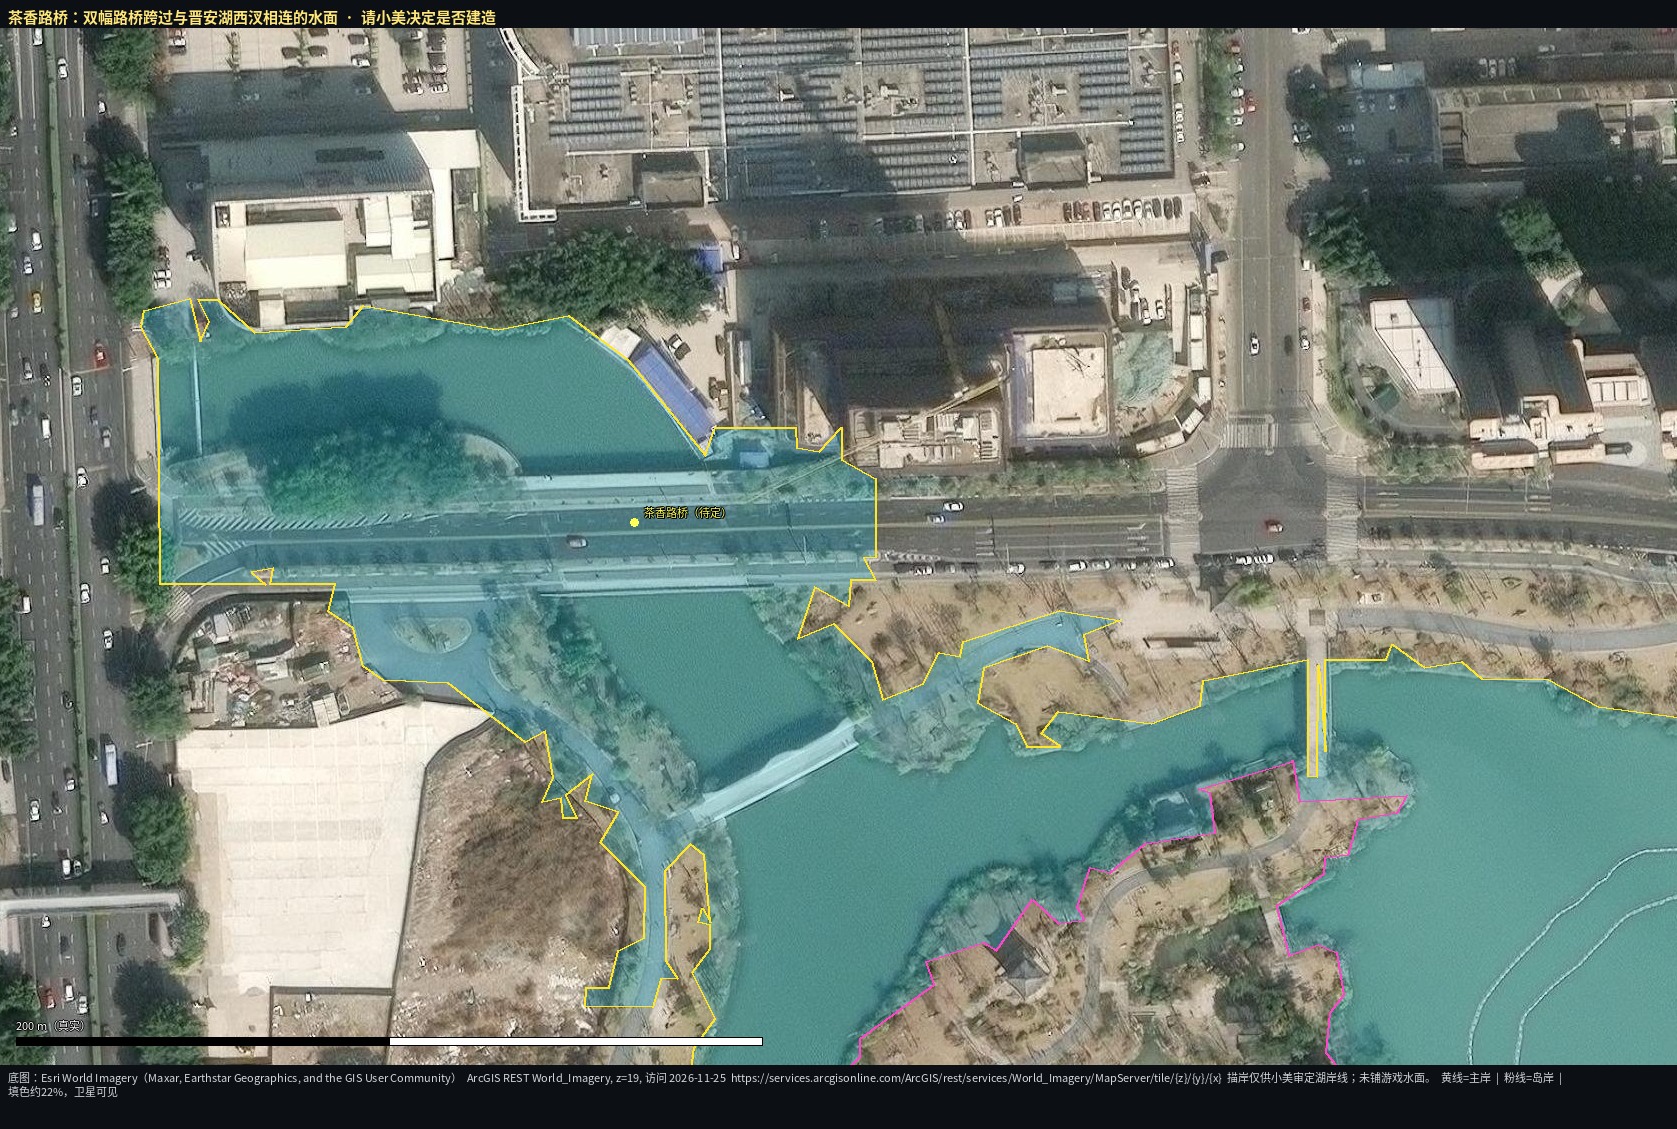 茶香路桥：双幅路桥跨过与晋安湖西汊相连的水面 · 请小美决定是否建造
茶香路桥（待定）
200 m（真实）
底图：Esri World Imagery（Maxar, Earthstar Geographics, and the GIS User Community） ArcGIS REST World_Imagery, z=19, 访问 2026-11-25 https://services.arcgisonline.com/ArcGIS/rest/services/World_Imagery/MapServer/tile/{z}/{y}/{x} 描岸仅供小美审定湖岸线；未铺游戏水面。 黄线=主岸 | 粉线=岛岸 |
填色约22%，卫星可见